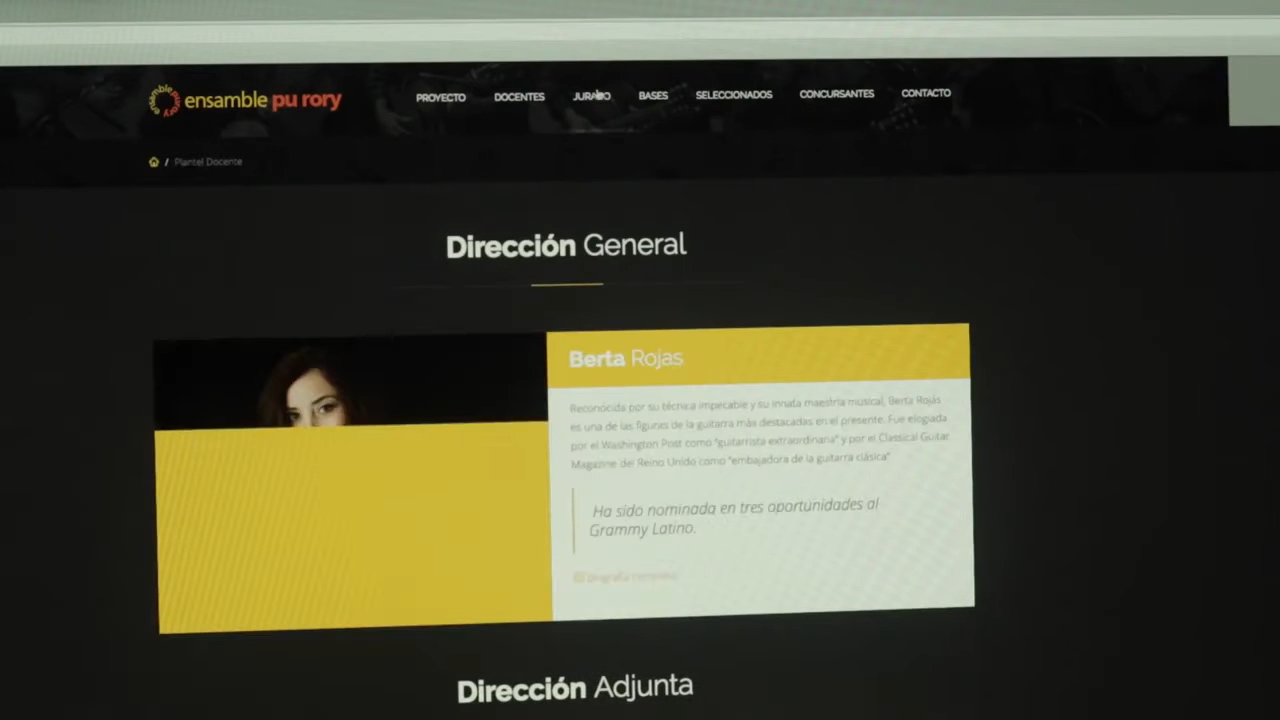 ensamble pu rory
PROYECTO DOCENTES JURADO BASES SELECCIONADOS CONCURSANTES CONTACTO
/ Plantel Docente
Dirección General
Berta Rojas
Reconocida por su técnica impecable y su innata maestría musical, Berta Rojas
es una de las figuras de la guitarra más destacadas en el presente. Fue elogiada
por el Washington Post como "guitarrista extraordinaria" y por el Classical Guitar
Magazine del Reino Unido como "embajadora de la guitarra clásica"
Ha sido nominada en tres oportunidades al
Grammy Latino.
Biografía
Dirección Adjunta